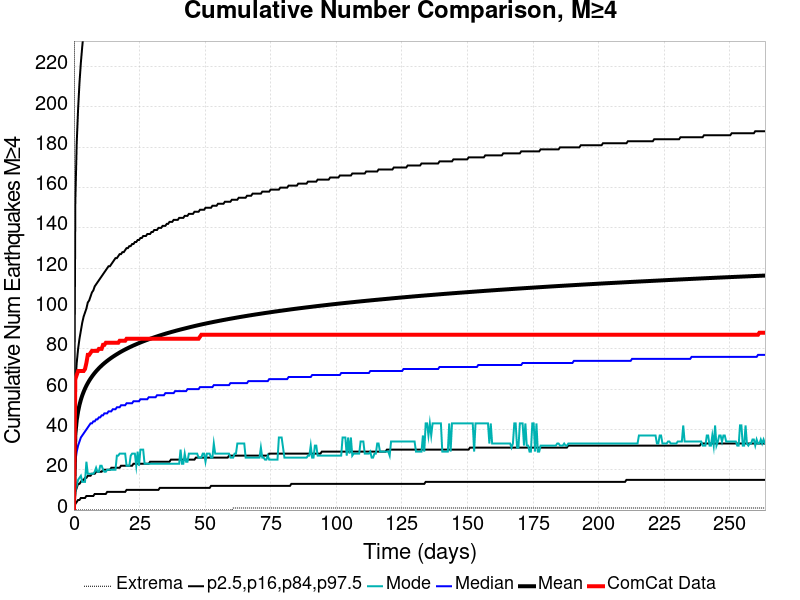 Cumulative Number Comparison, M≥4
Cumulative Num Earthquakes M≥4
220
200
180
160
140
120
100
80
60
40
20
0
0 25 50 75 100 125 150 175 200 225 250
Time (days)
Extrema p2.5,p16,p84,p97.5 Mode Median Mean ComCat Data